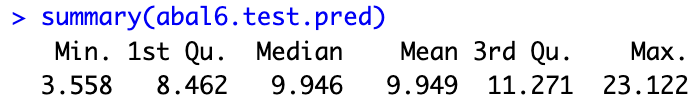 > summary(abal6.test.pred)
Min. 1st Qu. Median Mean 3rd Qu. Max.
3.558 8.462 9.946 9.949 11.271 23.122